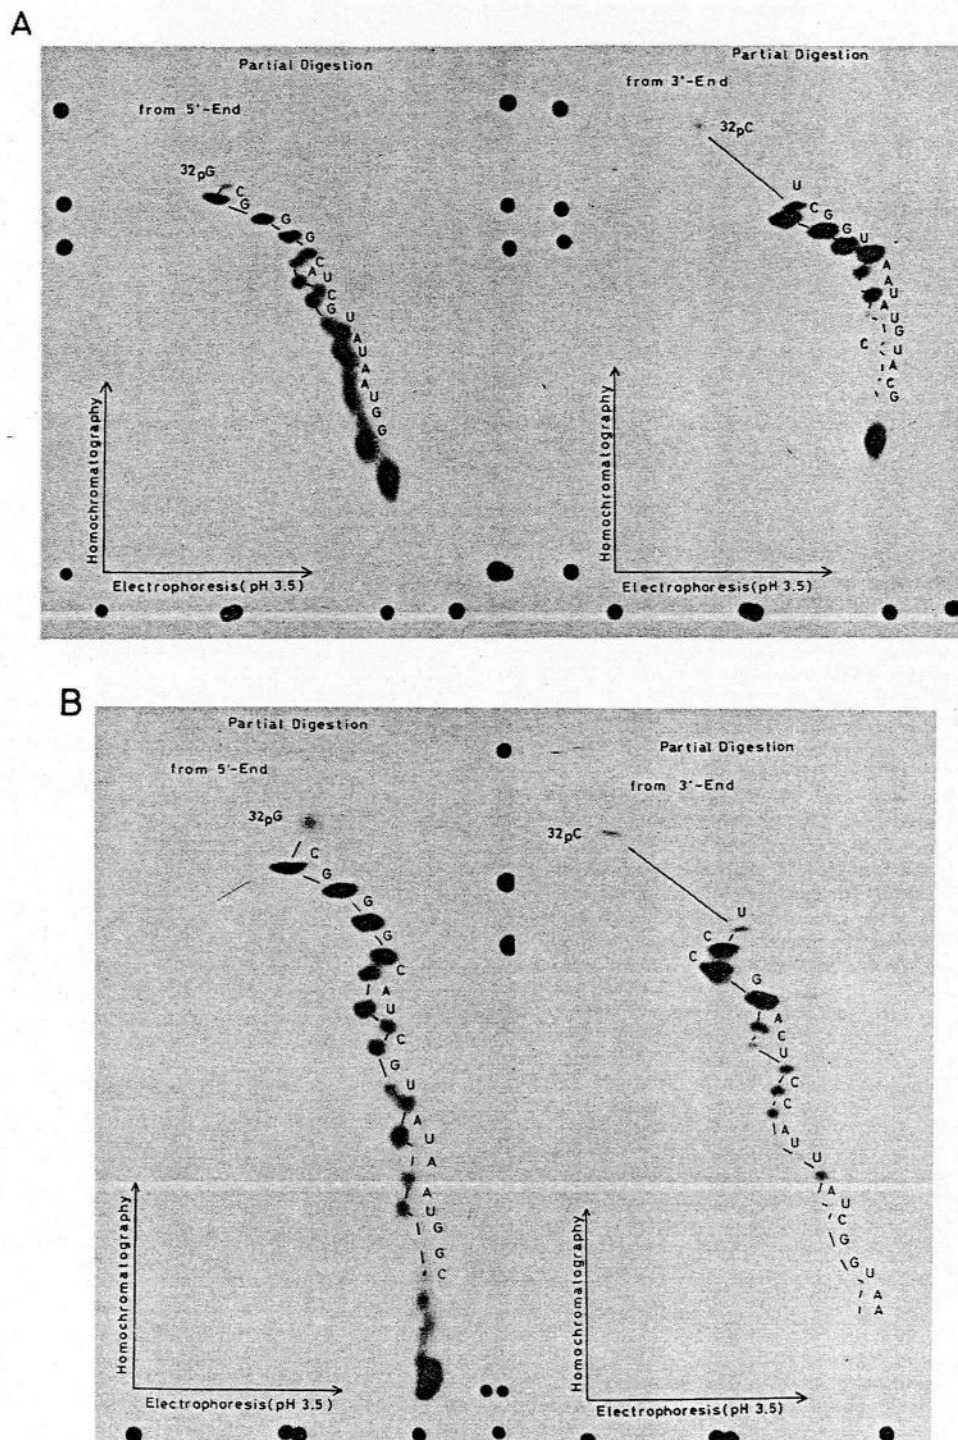 A
Partial Digestion
from 5'-End
32pG
C
G
G
G
C
A
U
C
G
U
A
U
A
A
U
G
G
Homochromatography
Electrophoresis(pH 3.5)
Partial Digestion
from 3'-End
32pC
U
C
G
G
U
A
A
U
A
U
G
U
C
A
C
G
Homochromatography
Electrophoresis(pH 3.5)
B
Partial Digestion
from 5'-End
32pG
C
G
G
G
C
A
U
C
G
U
A
U
A
A
U
G
G
C
Homochromatography
Electrophoresis(pH 3.5)
Partial Digestion
from 3'-End
32pC
U
C
C
G
A
C
U
C
C
A
U
U
A
U
C
G
G
U
A
A
Homochromatography
Electrophoresis(pH 3.5)